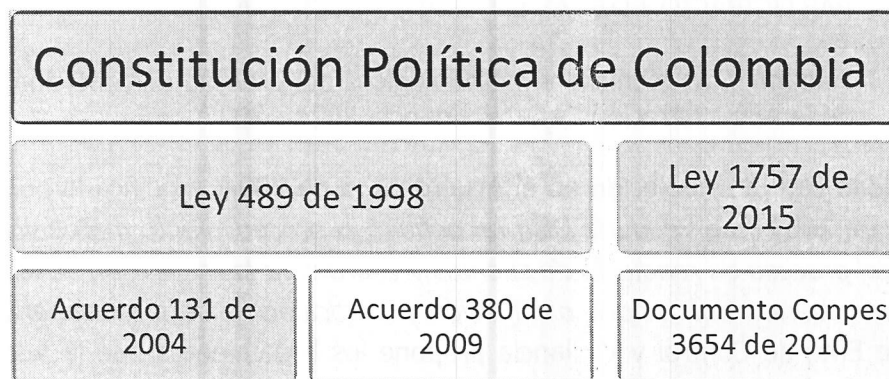 Constitución Política de Colombia
Ley 489 de 1998
Ley 1757 de
2015
Acuerdo 131 de
2004
Acuerdo 380 de
2009
Documento Conpes
3654 de 2010